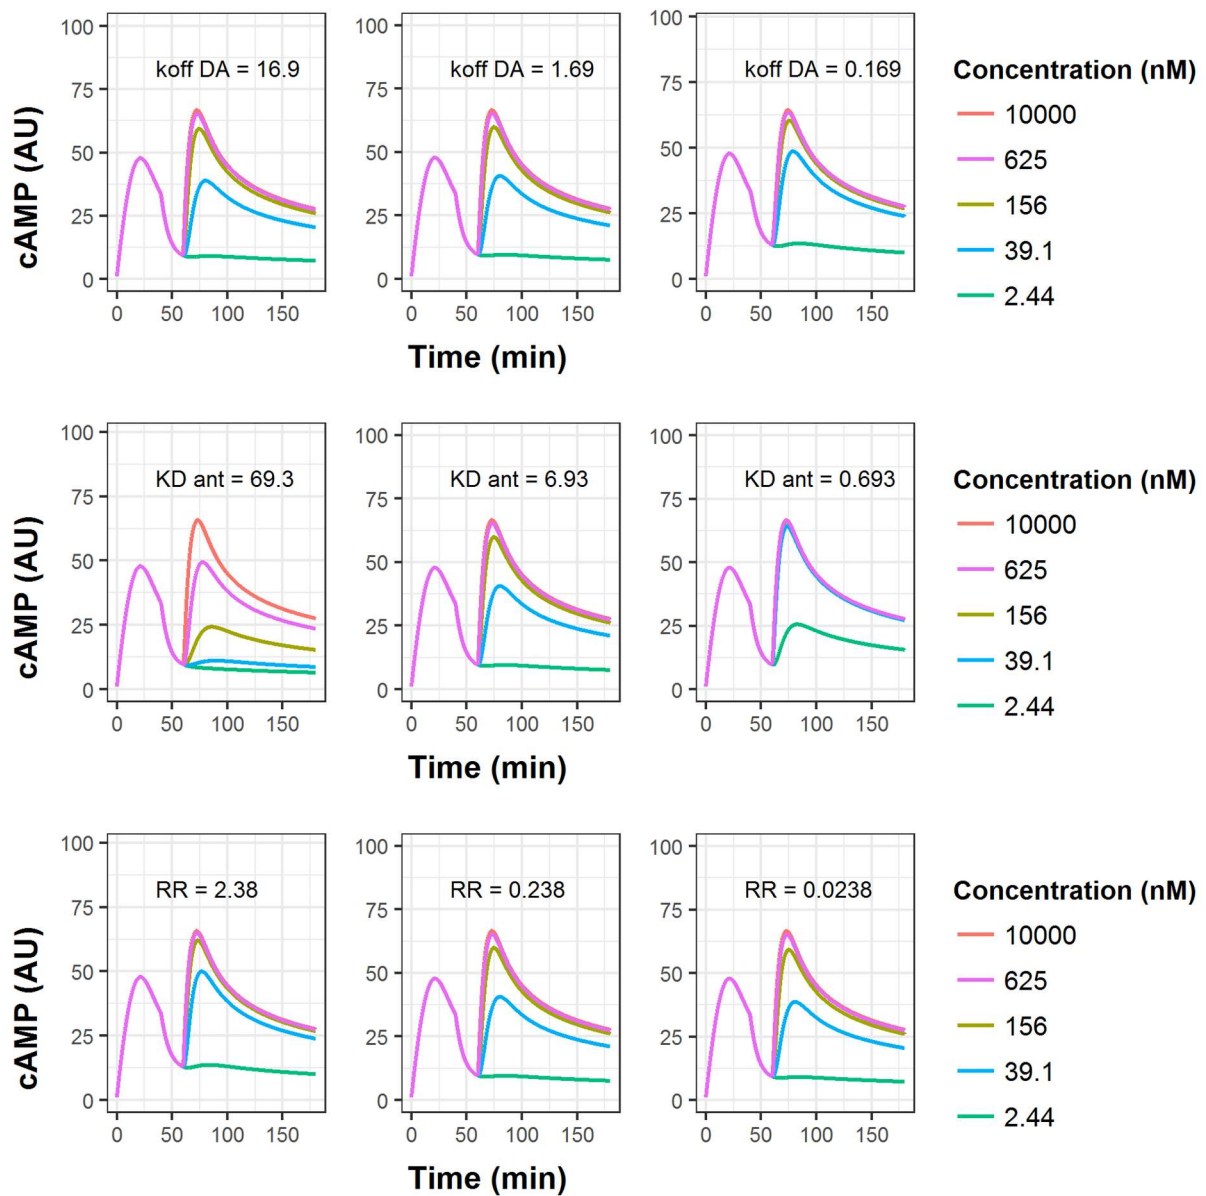 koff DA = 16.9
koff DA = 1.69
koff DA = 0.169
100
75
50
25
0
0 50 100 150
100
75
50
25
0
0 50 100 150
100
75
50
25
0
0 50 100 150
cAMP (AU)
Time (min)
Concentration (nM)
10000
625
156
39.1
2.44
KD ant = 69.3
KD ant = 6.93
KD ant = 0.693
100
75
50
25
0
0 50 100 150
100
75
50
25
0
0 50 100 150
100
75
50
25
0
0 50 100 150
cAMP (AU)
Time (min)
Concentration (nM)
10000
625
156
39.1
2.44
RR = 2.38
RR = 0.238
RR = 0.0238
100
75
50
25
0
0 50 100 150
100
75
50
25
0
0 50 100 150
100
75
50
25
0
0 50 100 150
cAMP (AU)
Time (min)
Concentration (nM)
10000
625
156
39.1
2.44